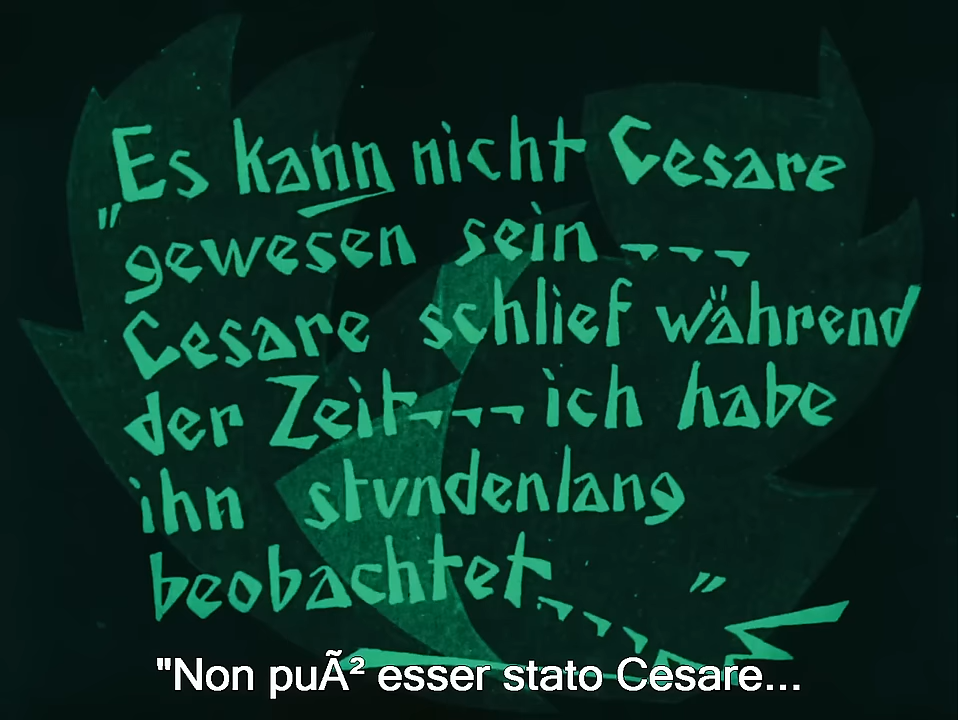 „Es kann nicht Cesare
gewesen sein ---
Cesare schlief während
der Zeit --- ich habe
ihn stundenlang
beobachtet ---- "
"Non puÃ² esser stato Cesare...